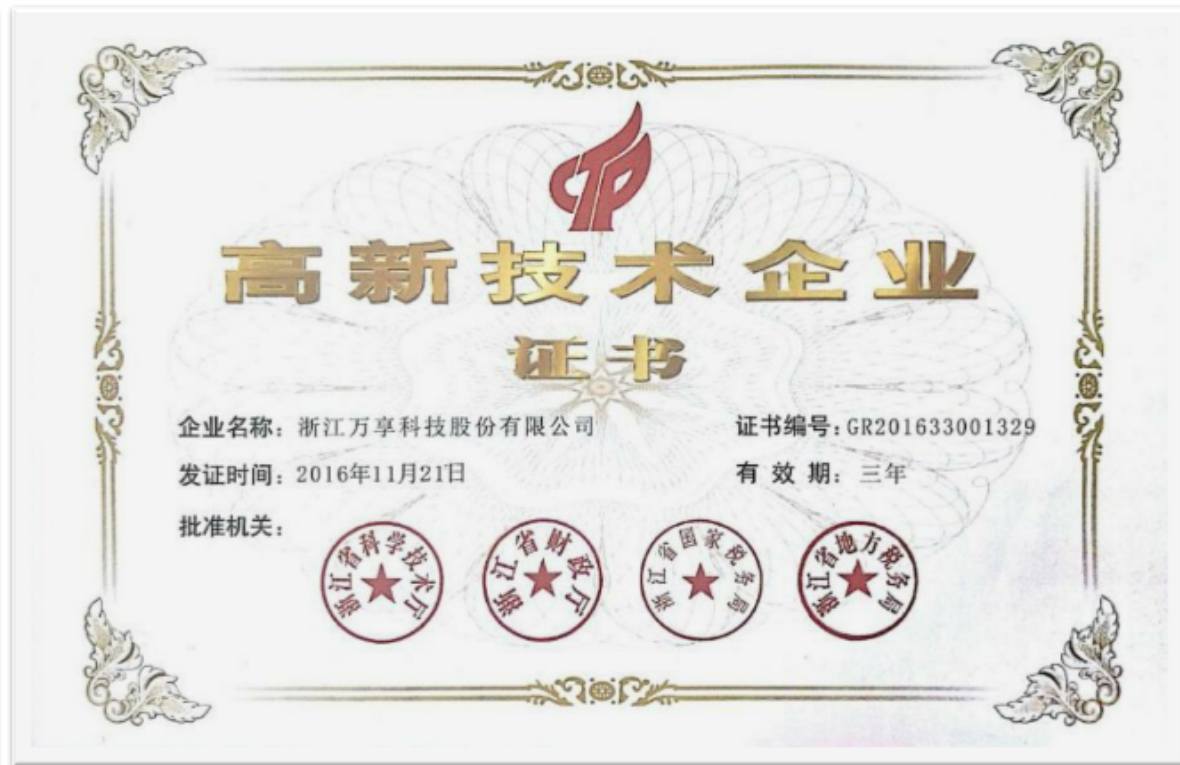 高新技术企业
证书
企业名称：浙江万享科技股份有限公司
证书编号：GR201633001329
发证时间：2016年11月21日
有效期：三年
批准机关：
浙江省科学技术厅
浙江省财政厅
浙江省国家税务局
浙江省地方税务局